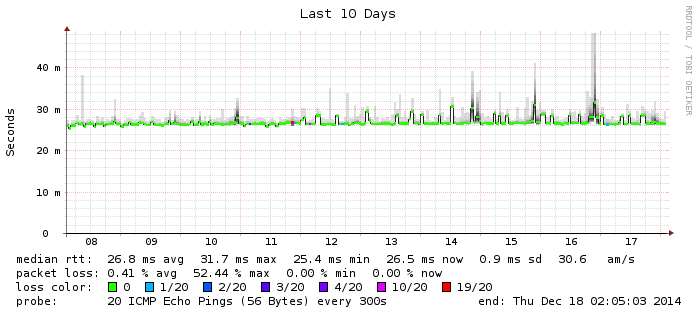 Last 10 Days
RRDTOOL / TOBI OETIKER
Seconds
40 m
30 m
20 m
10 m
0
08 09 10 11 12 13 14 15 16 17
median rtt: 26.8 ms avg 31.7 ms max 25.4 ms min 26.5 ms now 0.9 ms sd 30.6 am/s
packet loss: 0.41 % avg 52.44 % max 0.00 % min 0.00 % now
loss color: 0 1/20 2/20 3/20 4/20 10/20 19/20
probe: 20 ICMP Echo Pings (56 Bytes) every 300s end: Thu Dec 18 02:05:03 2014